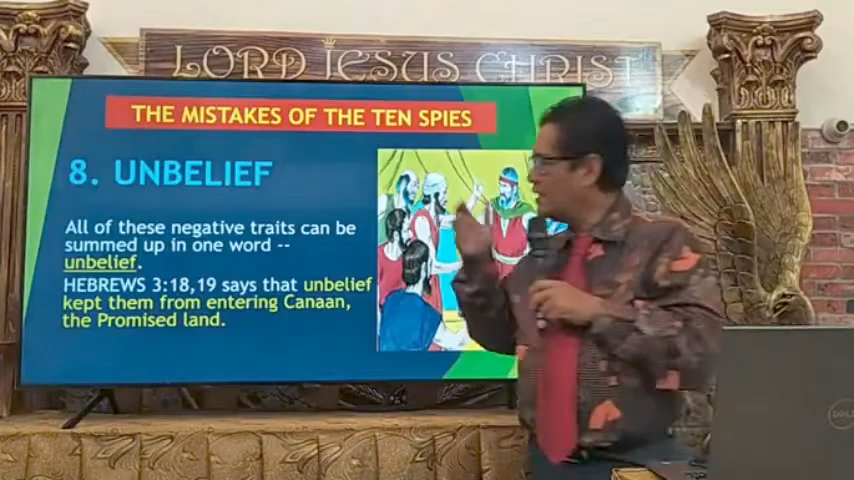 LORD JESUS CHRIST
THE MISTAKES OF THE TEN SPIES
8. UNBELIEF
All of these negative traits can be
summed up in one word --
unbelief.
HEBREWS 3:18,19 says that unbelief
kept them from entering Canaan,
the Promised land.
DELL